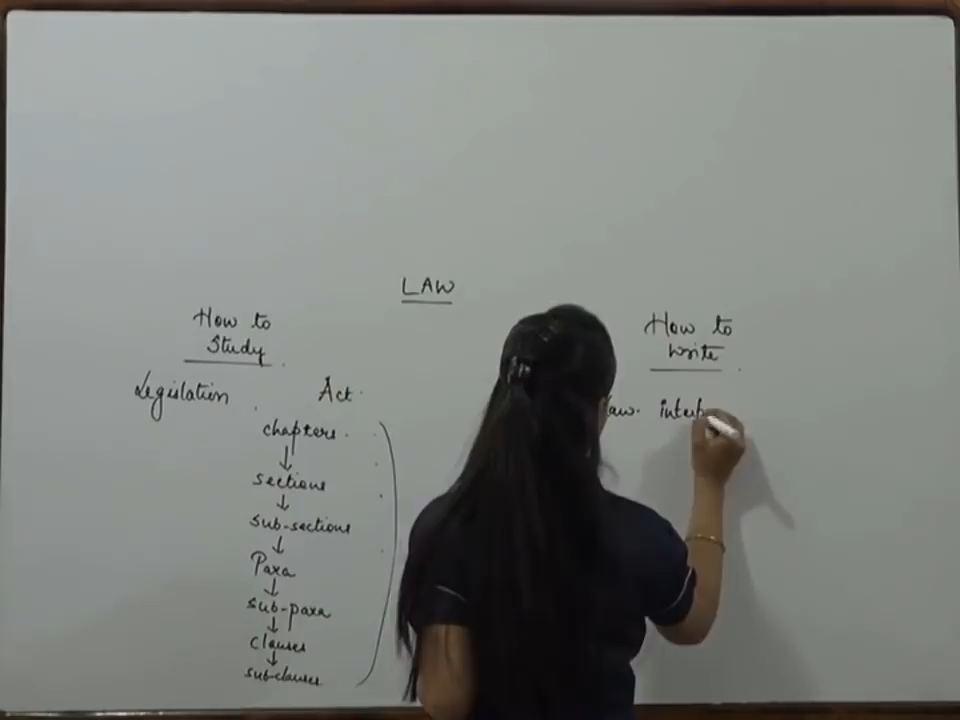 LAW
How to
Study
Legislation
Act
chapters
sections
sub-sections
Para
sub-para
clauses
sub-clauses
How to
write
law.